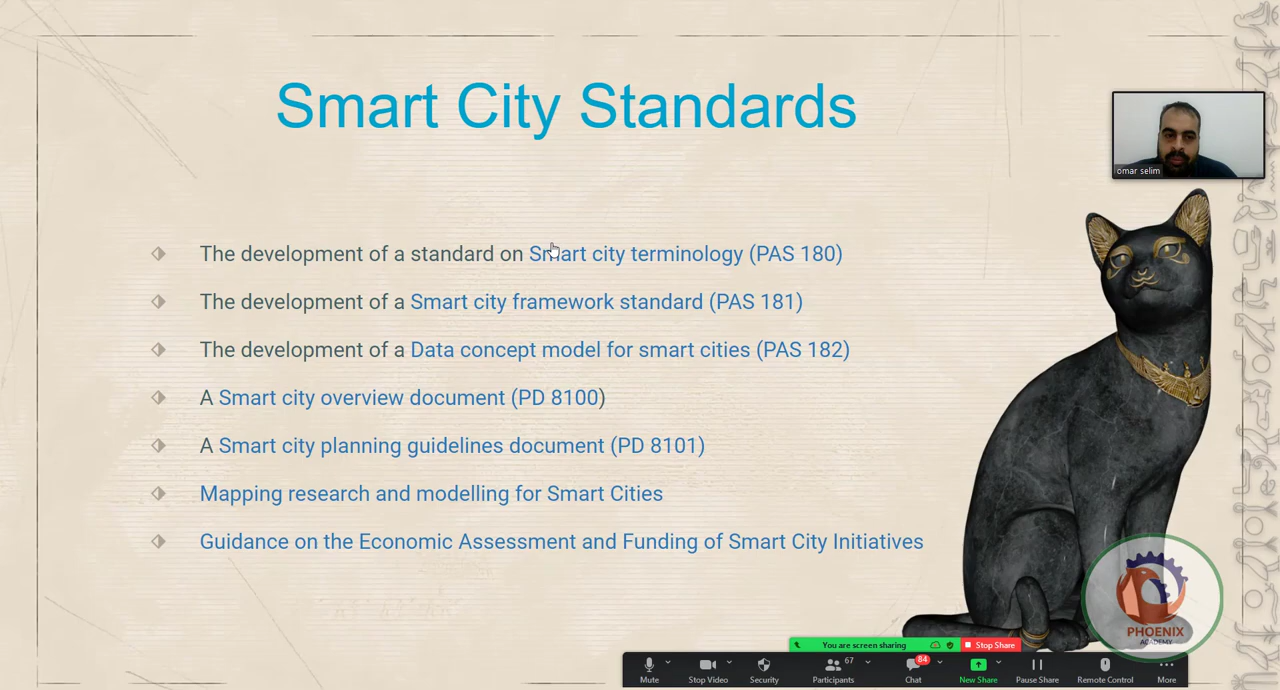 Smart City Standards
omar selim
The development of a standard on Smart city terminology (PAS 180)
The development of a Smart city framework standard (PAS 181)
The development of a Data concept model for smart cities (PAS 182)
A Smart city overview document (PD 8100)
A Smart city planning guidelines document (PD 8101)
Mapping research and modelling for Smart Cities
Guidance on the Economic Assessment and Funding of Smart City Initiatives
PHOENIX
ACADEMY
You are screen sharing
Stop Share
67
84
Mute
Stop Video
Security
Participants
Chat
New Share
Pause Share
Remote Control
More